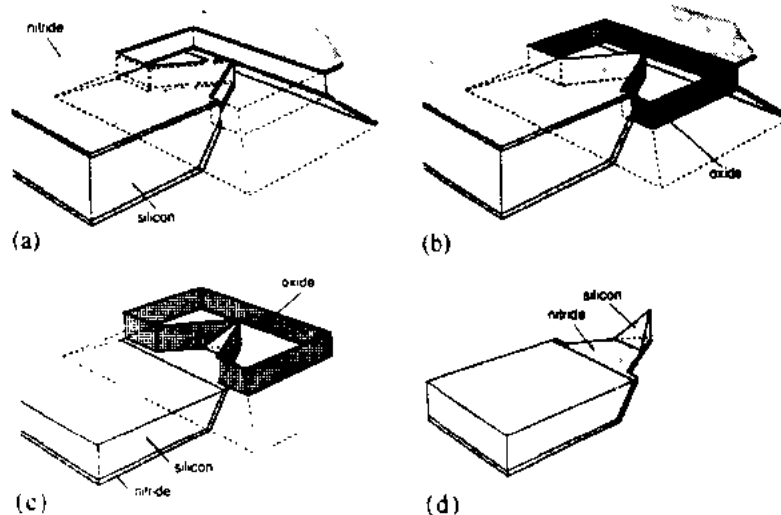 nitride
silicon
(a)
oxide
(b)
oxide
silicon
nitride
(c)
silicon
nitride
(d)